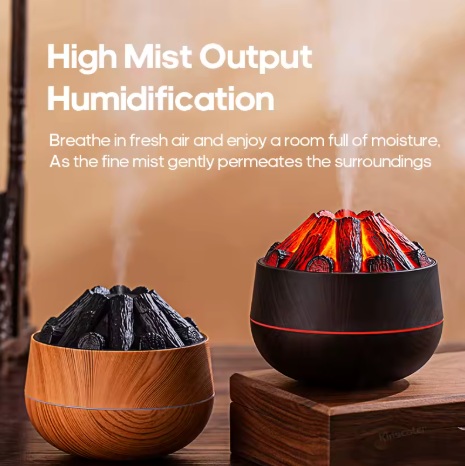 High Mist Output
Humidification
Breathe in fresh air and enjoy a room full of moisture,
As the fine mist gently permeates the surroundings